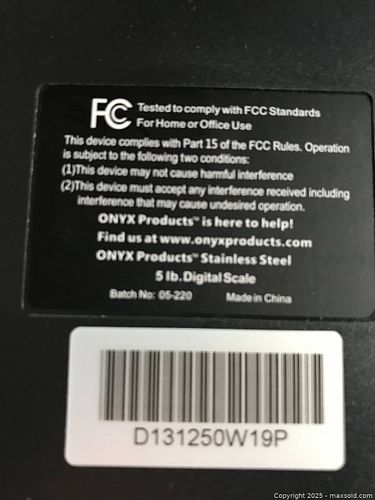 FC Tested to comply with FCC Standards
For Home or Office Use
This device complies with Part 15 of the FCC Rules. Operation
is subject to the following two conditions:
(1)This device may not cause harmful interference
(2)This device must accept any interference received including
interference that may cause undesired operation.
ONYX Products™ is here to help!
Find us at www.onyxproducts.com
ONYX Products™ Stainless Steel
5 lb. Digital Scale
Batch No: 05-220 Made in China
D131250W19P
Copyright 2025 - maxsold.com